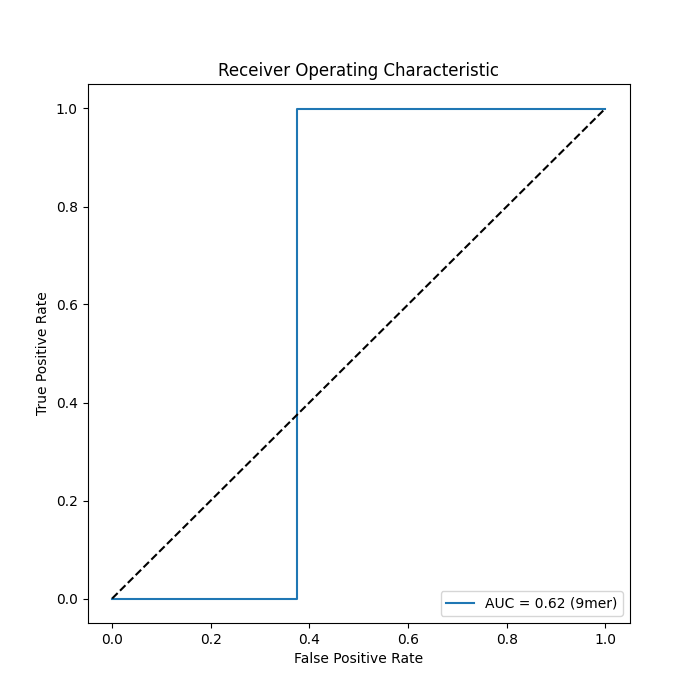 Receiver Operating Characteristic
1.0
0.8
0.6
0.4
0.2
0.0
True Positive Rate
AUC = 0.62 (9mer)
0.0 0.2 0.4 0.6 0.8 1.0
False Positive Rate